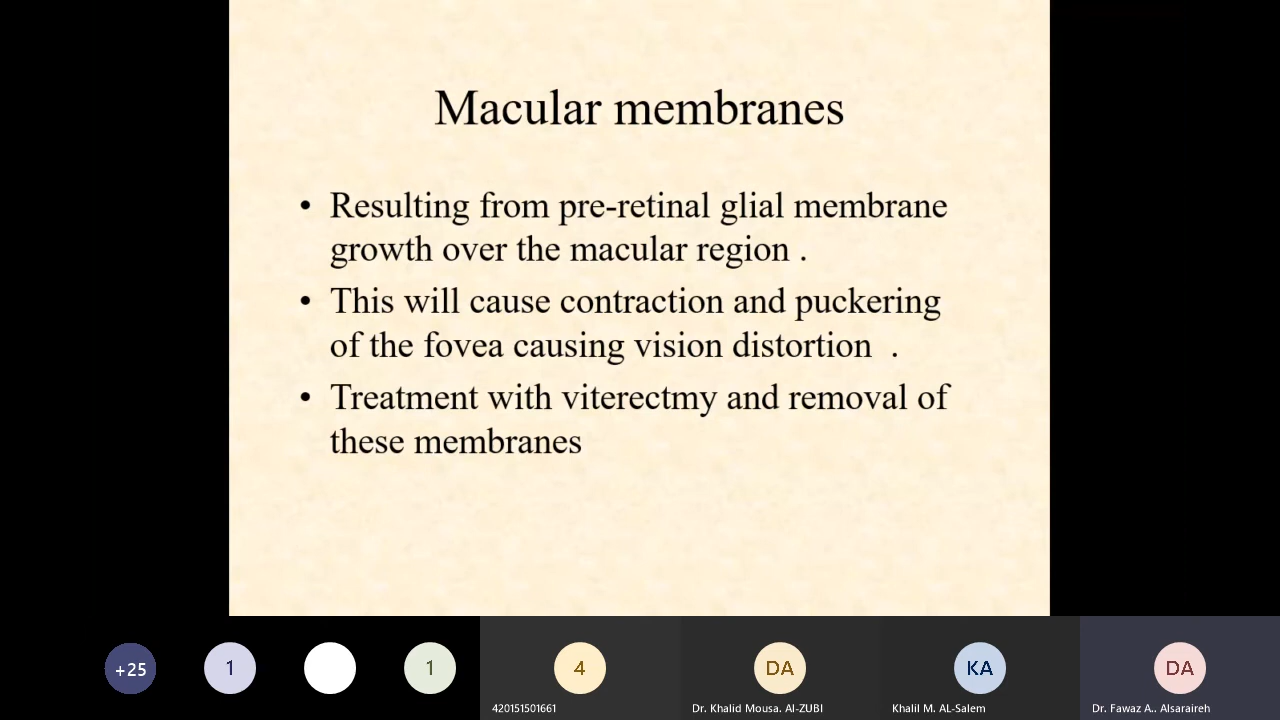 Macular membranes
• Resulting from pre-retinal glial membrane
growth over the macular region .
• This will cause contraction and puckering
of the fovea causing vision distortion  .
• Treatment with viterectmy and removal of
these membranes
+25
1
1
4
DA
KA
DA
420151501661
Dr. Khalid Mousa. Al-ZUBI
Khalil M. AL-Salem
Dr. Fawaz A.. Alsaraireh